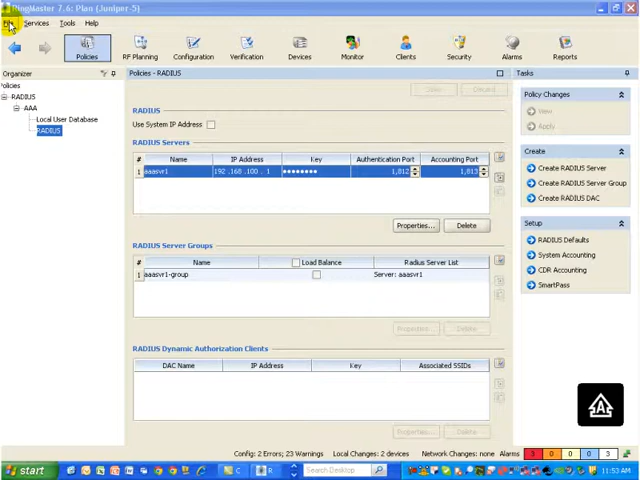 RingMaster 7.6: Plan (Juniper-5)
File Services Tools Help
Policies RF Planning Configuration Verification Devices Monitor Clients Security Alarms Reports
Organizer Policies - RADIUS Tasks
Policies
RADIUS
AAA
Local User Database
RADIUS
RADIUS
Use System IP Address
RADIUS Servers
# Name IP Address Key Authentication Port Accounting Port
1 aaasvr1 192 .168 .100 . 1 •••••••• 1,812 1,813
Properties... Delete
RADIUS Server Groups
# Name Load Balance Radius Server List
1 aaasvr1-group Server: aaasvr1
Properties... Delete
RADIUS Dynamic Authorization Clients
DAC Name IP Address Key Associated SSIDs
Properties... Delete
Policy Changes
View
Apply
Create
Create RADIUS Server
Create RADIUS Server Group
Create RADIUS DAC
Setup
RADIUS Defaults
System Accounting
CDR Accounting
SmartPass
Config: 2 Errors; 23 Warnings Local Changes: 2 devices Network Changes: none Alarms 3 0 0 0 3
start C R Search Desktop 11:53 AM